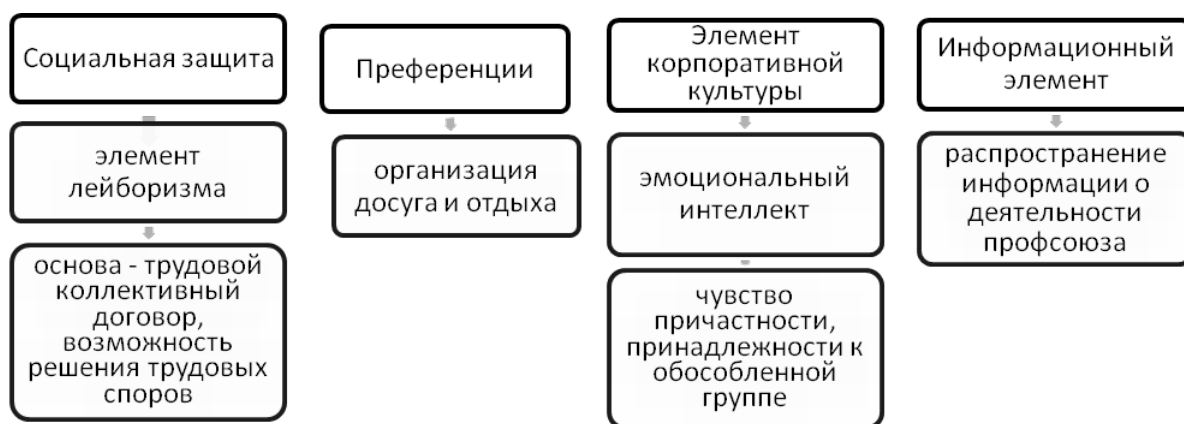 Социальная защита
элемент
лейборизма
основа - трудовой
коллективный
договор,
возможность
решения трудовых
споров
Преференции
организация
досуга и отдыха
Элемент
корпоративной
культуры
эмоциональный
интеллект
чувство
причастности,
принадлежности к
обособленной
группе
Информационный
элемент
распространение
информации о
деятельности
профсоюза